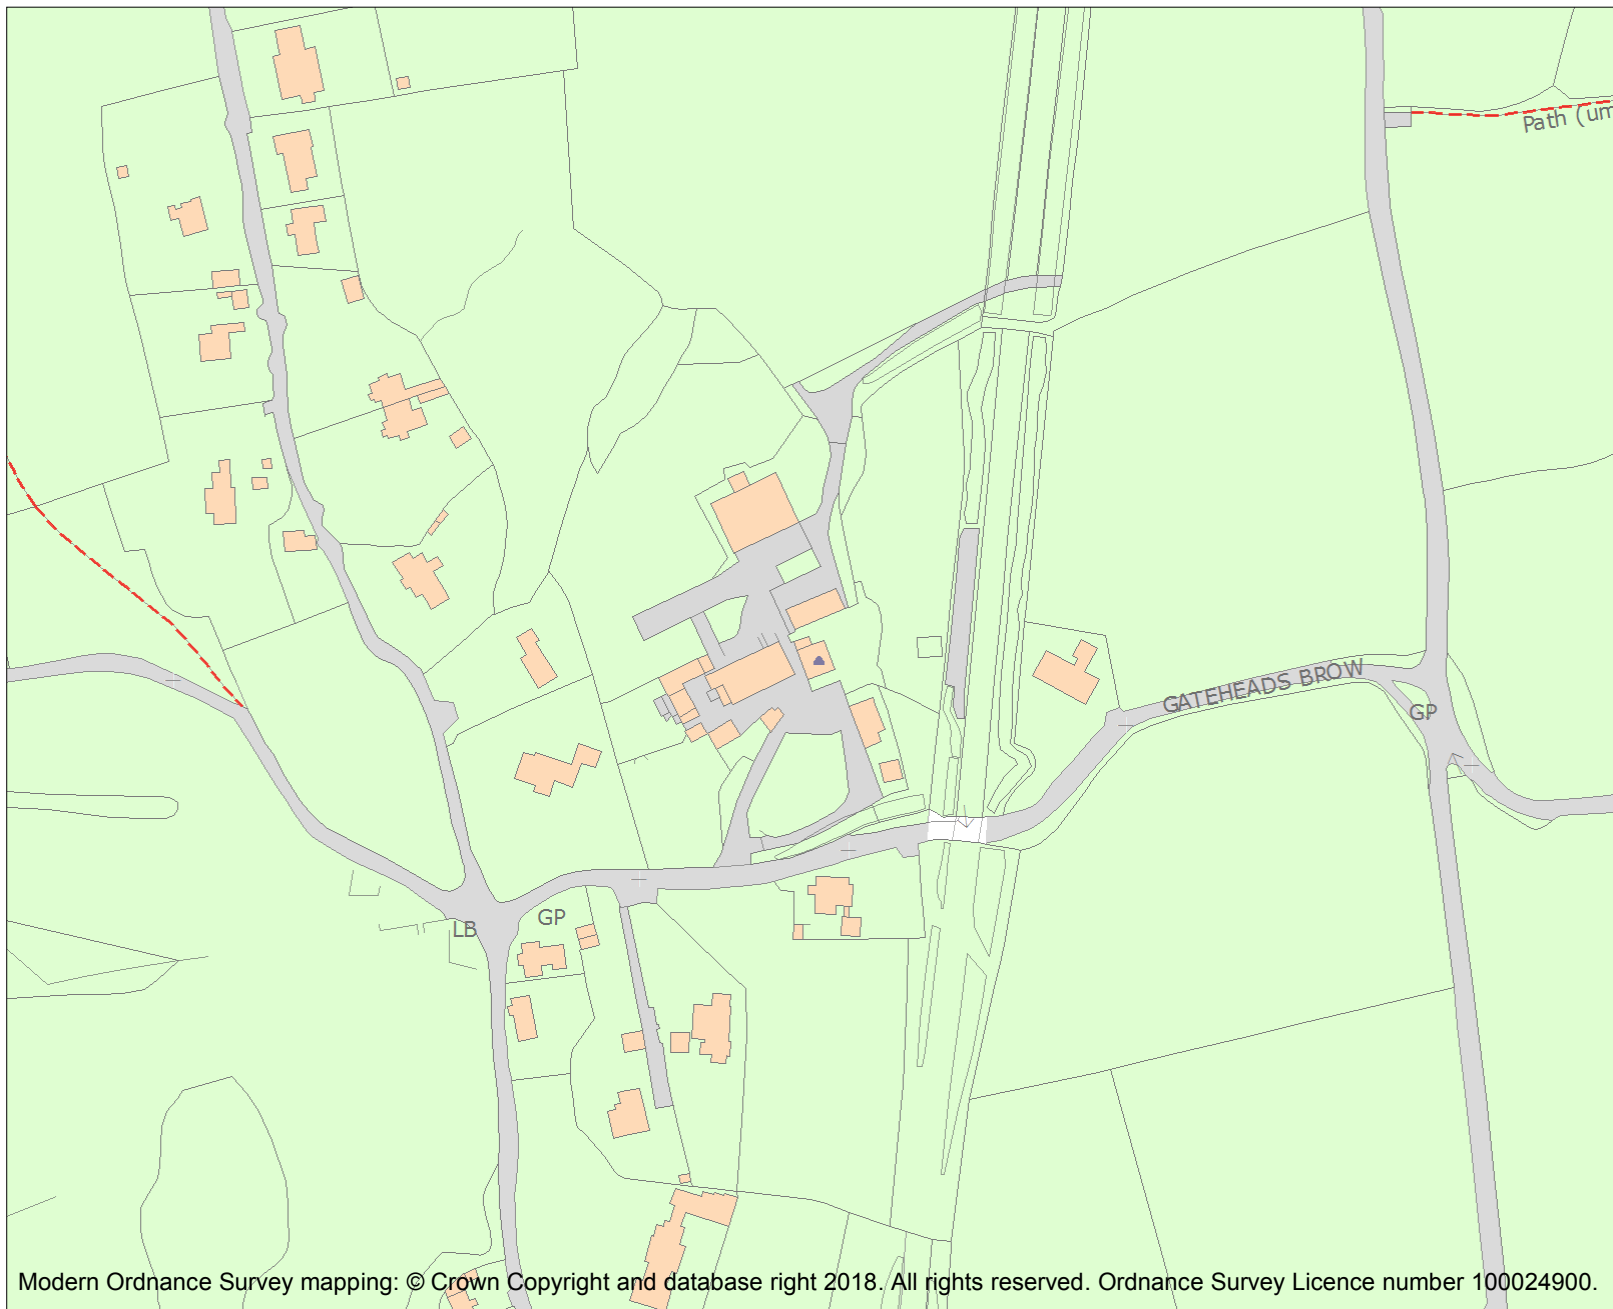 Path (um
GATEHEADS BROW
GP
GP
LB
Modern Ordnance Survey mapping: © Crown Copyright and database right 2018. All rights reserved. Ordnance Survey Licence number 100024900.